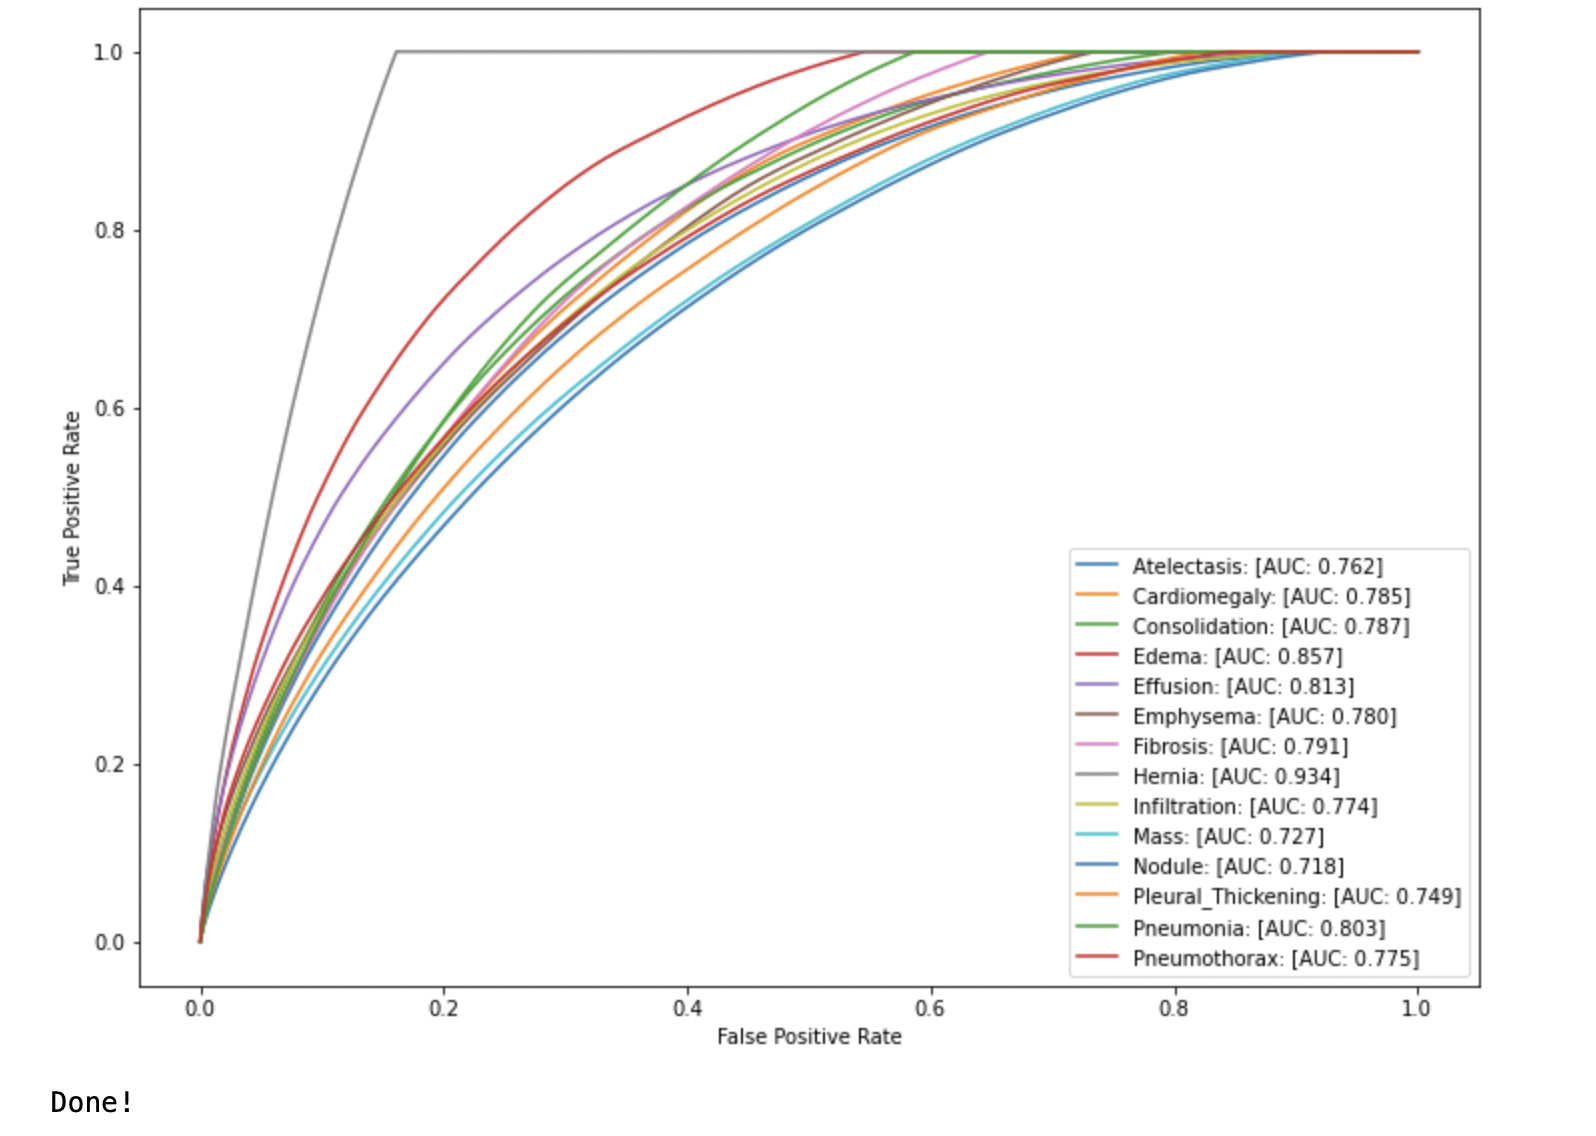 1.0
0.8
0.6
0.4
0.2
0.0
True Positive Rate
0.0 0.2 0.4 0.6 0.8 1.0
False Positive Rate
Atelectasis: [AUC: 0.762]
Cardiomegaly: [AUC: 0.785]
Consolidation: [AUC: 0.787]
Edema: [AUC: 0.857]
Effusion: [AUC: 0.813]
Emphysema: [AUC: 0.780]
Fibrosis: [AUC: 0.791]
Hernia: [AUC: 0.934]
Infiltration: [AUC: 0.774]
Mass: [AUC: 0.727]
Nodule: [AUC: 0.718]
Pleural_Thickening: [AUC: 0.749]
Pneumonia: [AUC: 0.803]
Pneumothorax: [AUC: 0.775]
Done!